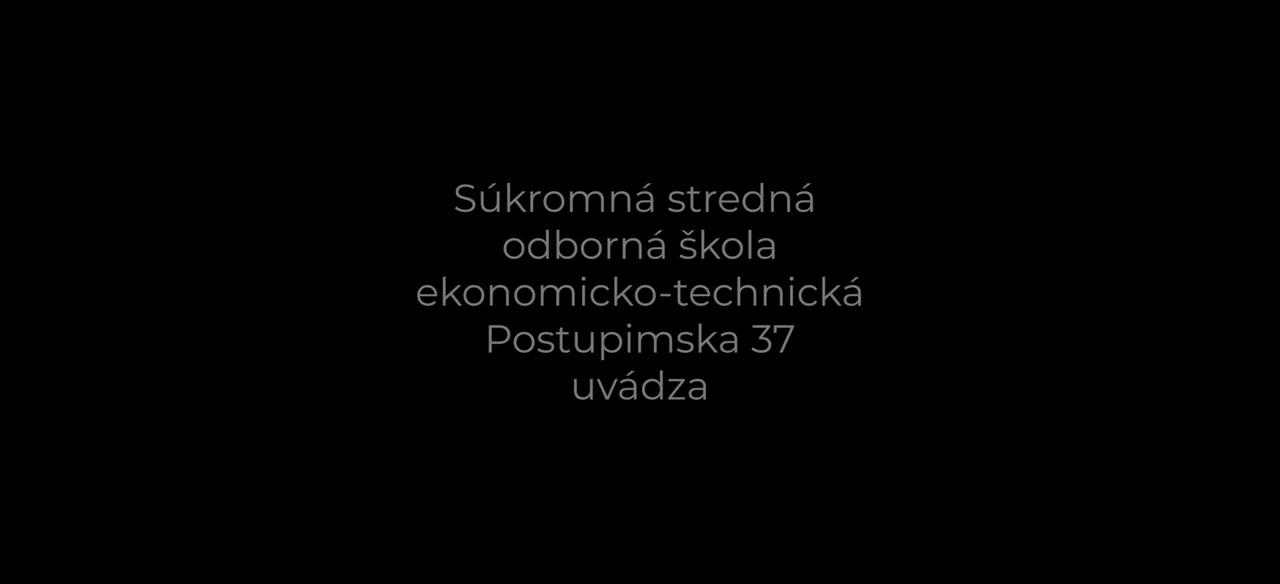 Súkromná stredná
odborná škola
ekonomicko-technická
Postupimska 37
uvádza